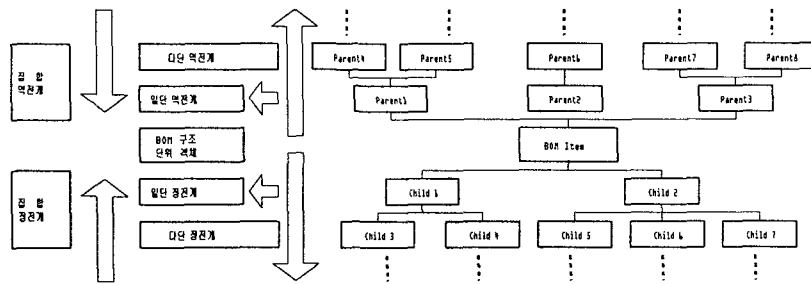 집 합
역전개
다단 역전개
일단 역전개
BOM 구조
단위 객체
일단 정전개
다단 정전개
집 합
정전개
Parent4
Parent5
Parent6
Parent7
Parent8
Parent1
Parent2
Parent3
BOM Item
Child 1
Child 2
Child 3
Child 4
Child 5
Child 6
Child 7